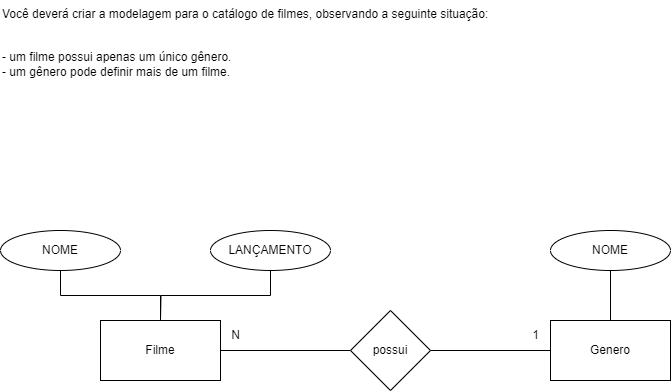 Você deverá criar a modelagem para o catálogo de filmes, observando a seguinte situação:
- um filme possui apenas um único gênero.
- um gênero pode definir mais de um filme.
NOME
LANÇAMENTO
NOME
N
1
Filme
possui
Genero